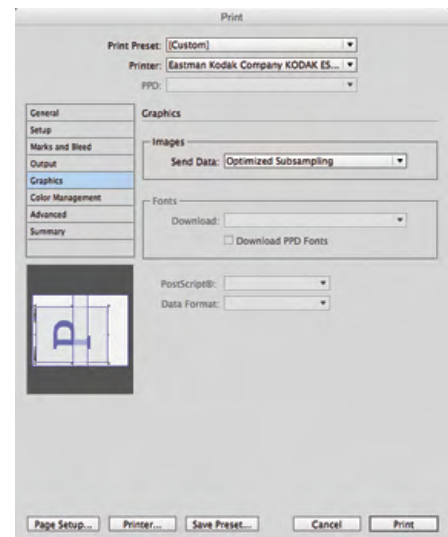 Print
Print Preset: [Custom]
Printer: Eastman Kodak Company KODAK ES...
PPD:
General
Setup
Marks and Bleed
Output
Graphics
Color Management
Advanced
Summary
Graphics
Images
Send Data: Optimized Subsampling
Fonts
Download:
Download PPD Fonts
PostScript®:
Data Format:
P
Page Setup... Printer... Save Preset... Cancel Print